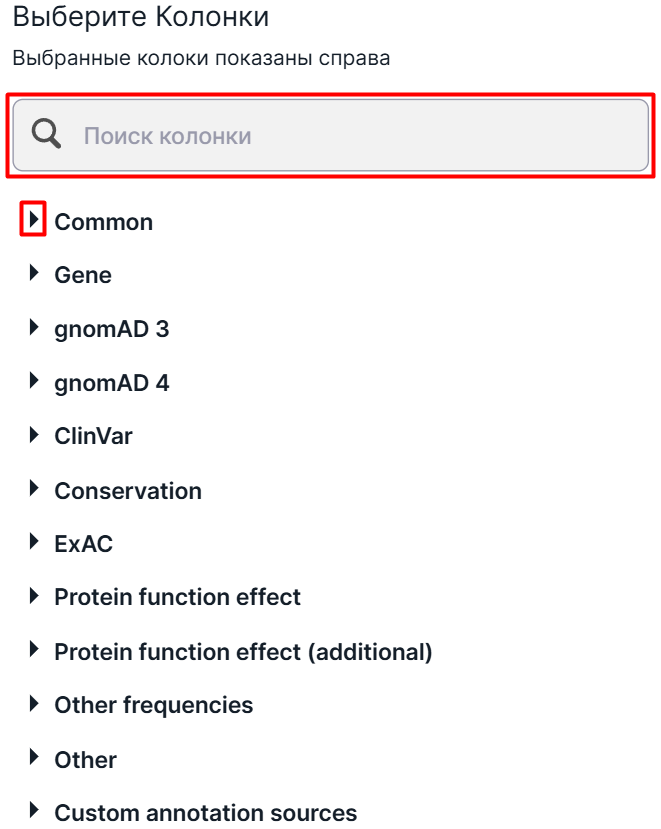 Выберите Колонки
Выбранные колоки показаны справа
Поиск колонки
Common
Gene
gnomAD 3
gnomAD 4
ClinVar
Conservation
ExAC
Protein function effect
Protein function effect (additional)
Other frequencies
Other
Custom annotation sources